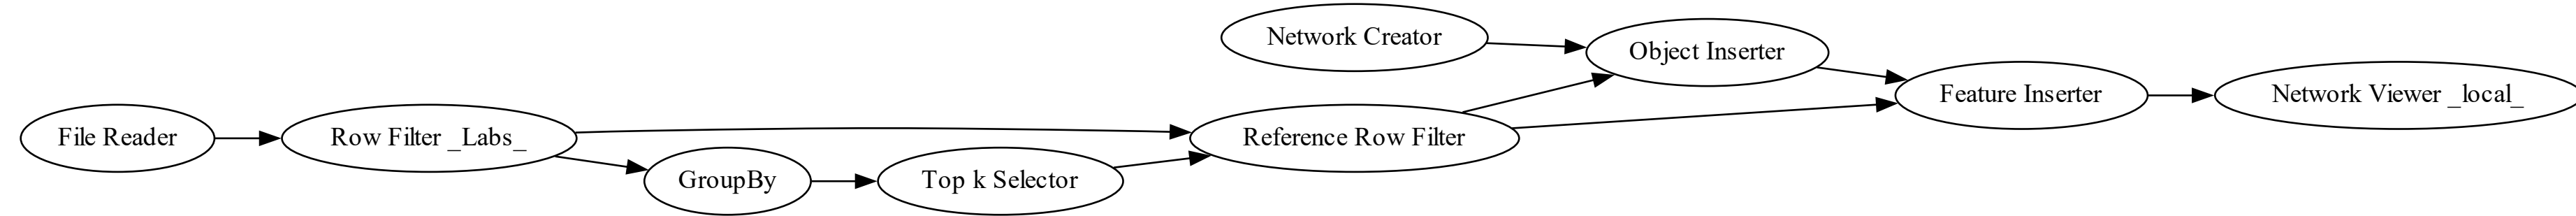 Network Creator
Object Inserter
File Reader
Row Filter _Labs_
GroupBy
Top k Selector
Reference Row Filter
Feature Inserter
Network Viewer _local_